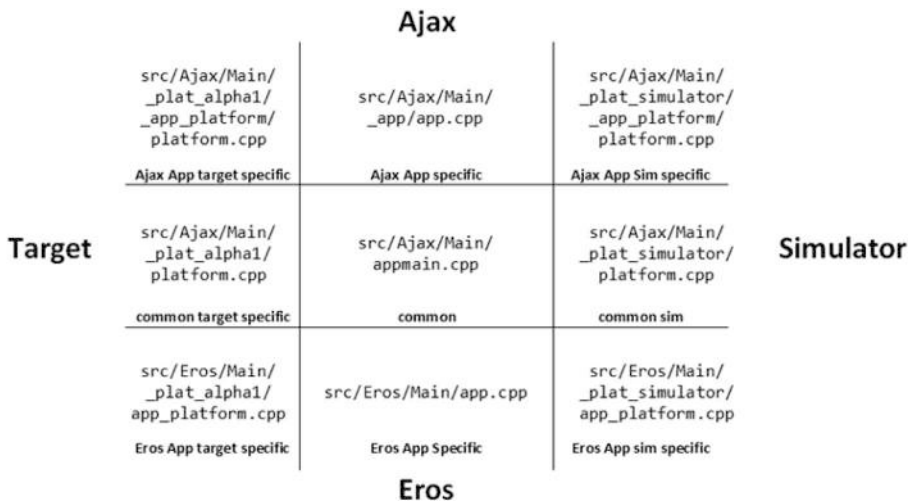 Ajax
src/Ajax/Main/
_plat_alpha1/
_app_platform/
platform.cpp
Ajax App target specific
src/Ajax/Main/
_app/app.cpp
Ajax App specific
src/Ajax/Main/
_plat_simulator/
_app_platform/
platform.cpp
Ajax App Sim specific
Target
src/Ajax/Main/
_plat_alpha1/
platform.cpp
common target specific
src/Ajax/Main/
appmain.cpp
common
src/Ajax/Main/
_plat_simulator/
platform.cpp
common sim
Simulator
src/Eros/Main/
_plat_alpha1/
app_platform.cpp
Eros App target specific
src/Eros/Main/app.cpp
Eros App Specific
src/Eros/Main/
_plat_simulator/
app_platform.cpp
Eros App sim specific
Eros